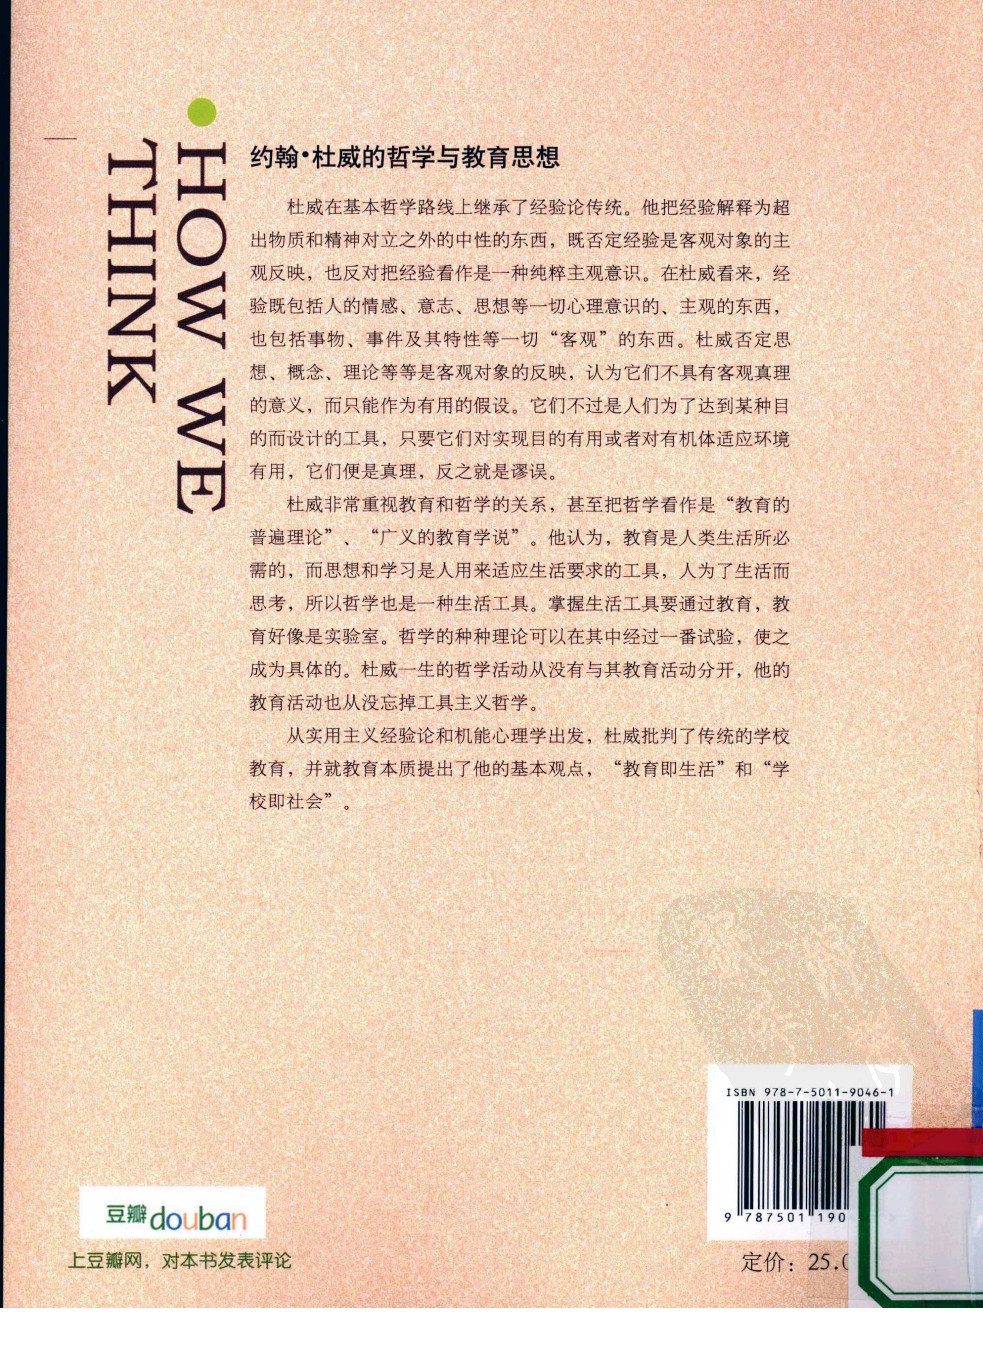 HOW WE
THINK
约翰·杜威的哲学与教育思想
杜威在基本哲学路线上继承了经验论传统。他把经验解释为超
出物质和精神对立之外的中性的东西，既否定经验是客观对象的主
观反映，也反对把经验看作是一种纯粹主观意识。在杜威看来，经
验既包括人的情感、意志、思想等一切心理意识的、主观的东西，
也包括事物、事件及其特性等一切“客观”的东西。杜威否定思
想、概念、理论等等是客观对象的反映，认为它们不具有客观真理
的意义，而只能作为有用的假设。它们不过是人们为了达到某种目
的而设计的工具，只要它们对实现目的有用或者对有机体适应环境
有用，它们便是真理，反之就是谬误。
杜威非常重视教育和哲学的关系，甚至把哲学看作是“教育的
普遍理论”、“广义的教育学说”。他认为，教育是人类生活所必
需的，而思想和学习是人用来适应生活要求的工具，人为了生活而
思考，所以哲学也是一种生活工具。掌握生活工具要通过教育，教
育好像是实验室。哲学的种种理论可以在其中经过一番试验，使之
成为具体的。杜威一生的哲学活动从没有与其教育活动分开，他的
教育活动也从没忘掉工具主义哲学。
从实用主义经验论和机能心理学出发，杜威批判了传统的学校
教育，并就教育本质提出了他的基本观点，“教育即生活”和“学
校即社会”。
ISBN 978-7-5011-9046-1
9 787501 190
豆瓣douban
上豆瓣网，对本书发表评论
定价：25.0